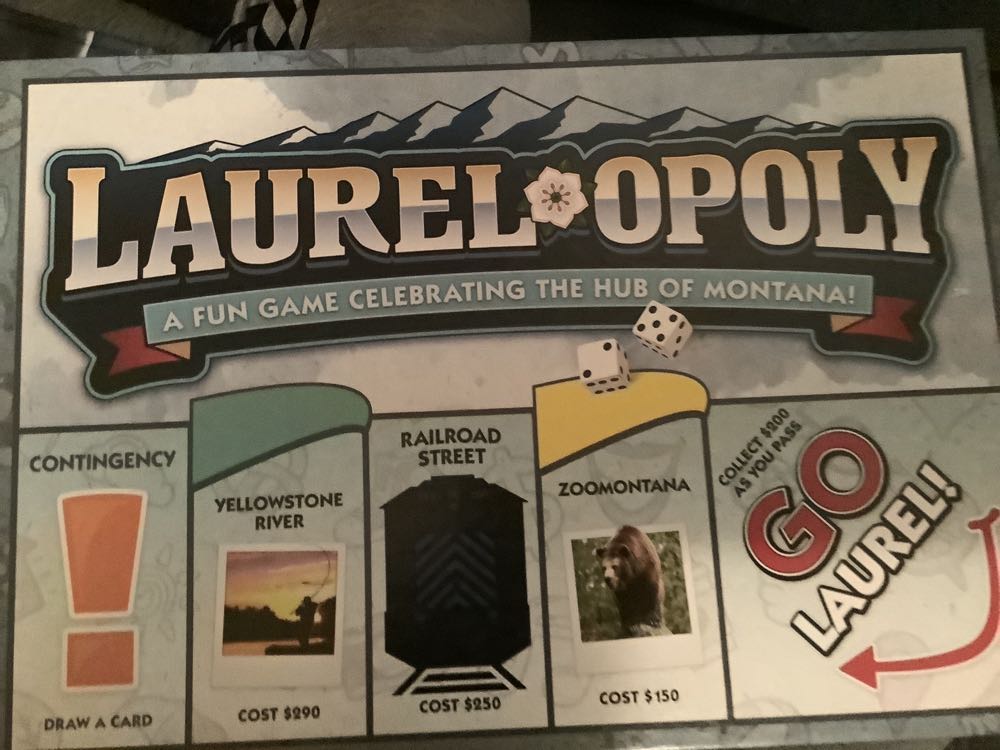 LAUREL OPOLY
A FUN GAME CELEBRATING THE HUB OF MONTANA!
CONTINGENCY
DRAW A CARD
YELLOWSTONE
RIVER
COST $290
RAILROAD
STREET
COST $250
ZOOMONTANA
COST $150
COLLECT $200
AS YOU PASS
GO
LAUREL!